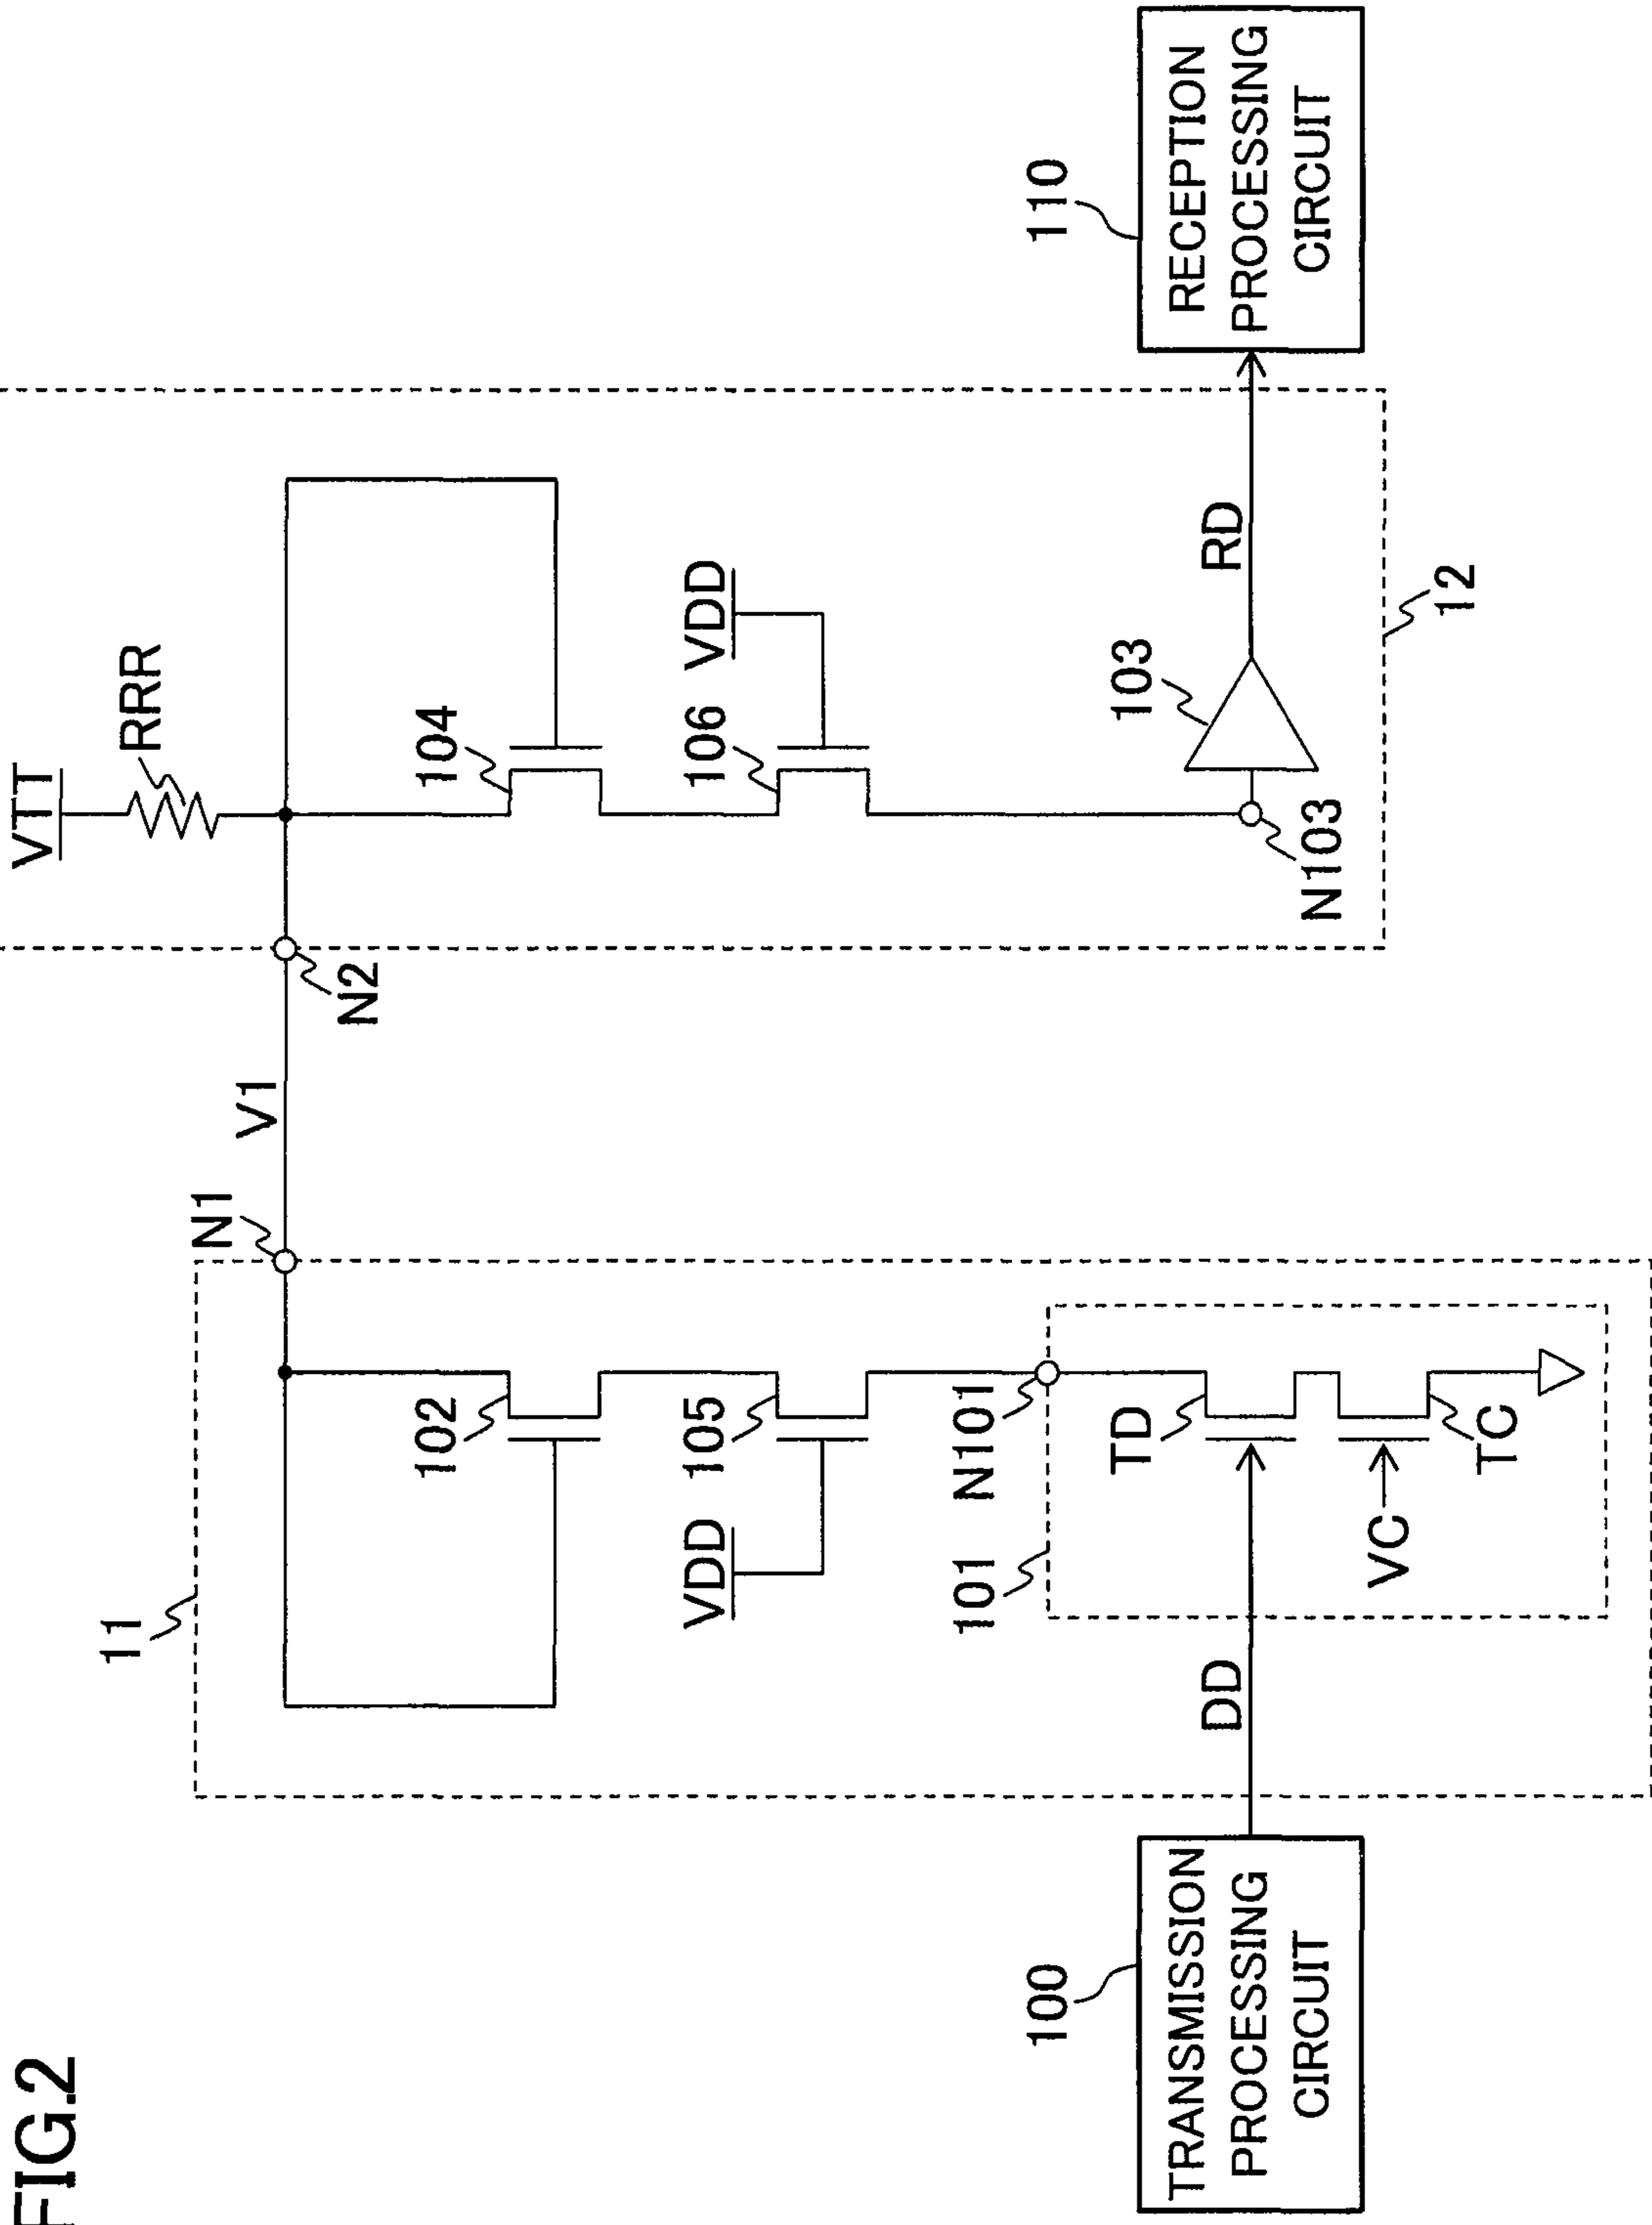 FIG.2
VTT
RRR
11
N1
V1
N2
102
104
VDD
105
106
VDD
101
N101
TD
103
N103
100
TRANSMISSION
PROCESSING
CIRCUIT
DD
VC
TC
RD
12
110
RECEPTION
PROCESSING
CIRCUIT